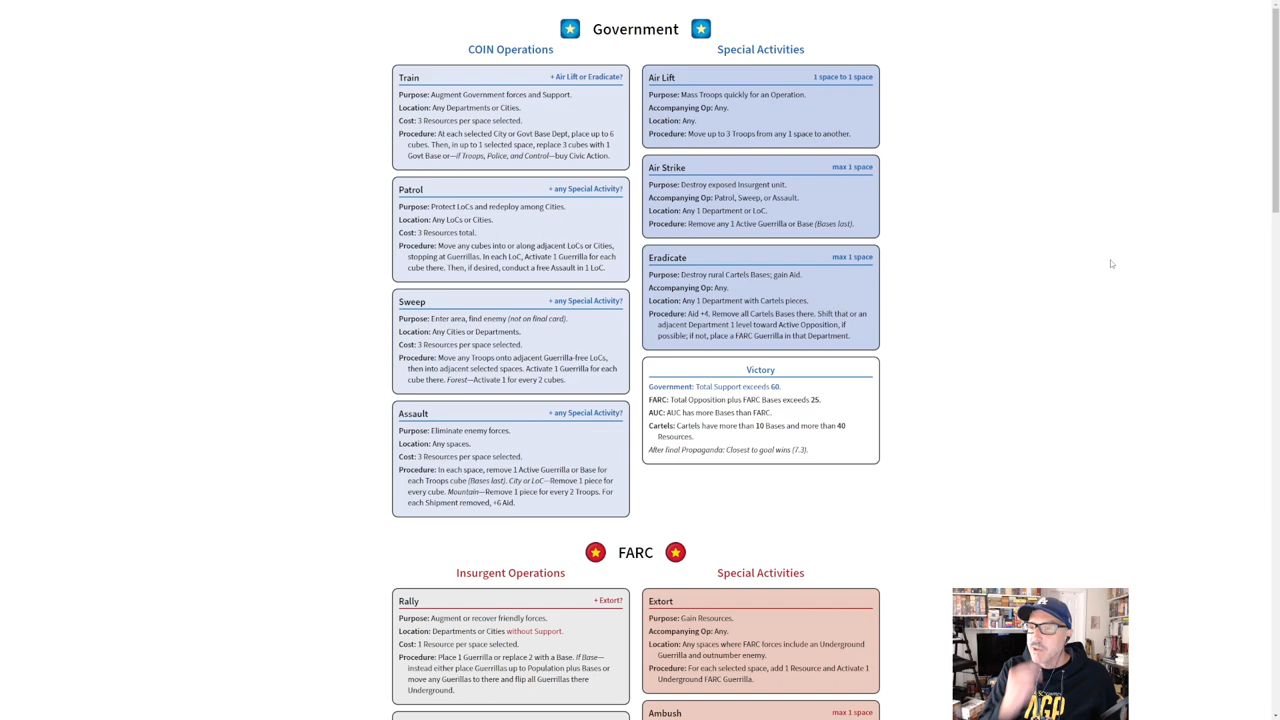 Government
COIN Operations
Special Activities
Train
+ Air Lift or Eradicate?
Purpose: Augment Government forces and Support.
Location: Any Departments or Cities.
Cost: 3 Resources per space selected.
Procedure: At each selected City or Govt Base Dept, place up to 6
cubes. Then, in up to 1 selected space, replace 3 cubes with 1
Govt Base or—if Troops, Police, and Control—buy Civic Action.
Patrol
+ any Special Activity?
Purpose: Protect LoCs and redeploy among Cities.
Location: Any LoCs or Cities.
Cost: 3 Resources total.
Procedure: Move any cubes into or along adjacent LoCs or Cities,
stopping at Guerrillas. In each LoC, Activate 1 Guerrilla for each
cube there. Then, if desired, conduct a free Assault in 1 LoC.
Sweep
+ any Special Activity?
Purpose: Enter area, find enemy (not on final card).
Location: Any Cities or Departments.
Cost: 3 Resources per space selected.
Procedure: Move any Troops onto adjacent Guerrilla-free LoCs,
then into adjacent selected spaces. Activate 1 Guerrilla for each
cube there. Forest—Activate 1 for every 2 cubes.
Assault
+ any Special Activity?
Purpose: Eliminate enemy forces.
Location: Any spaces.
Cost: 3 Resources per space selected.
Procedure: In each space, remove 1 Active Guerrilla or Base for
each Troops cube (Bases last). City or LoC—Remove 1 piece for
every cube. Mountain—Remove 1 piece for every 2 Troops. For
each Shipment removed, +6 Aid.
Air Lift
1 space to 1 space
Purpose: Mass Troops quickly for an Operation.
Accompanying Op: Any.
Location: Any.
Procedure: Move up to 3 Troops from any 1 space to another.
Air Strike
max 1 space
Purpose: Destroy exposed Insurgent unit.
Accompanying Op: Patrol, Sweep, or Assault.
Location: Any 1 Department or LoC.
Procedure: Remove any 1 Active Guerrilla or Base (Bases last).
Eradicate
max 1 space
Purpose: Destroy rural Cartels Bases; gain Aid.
Accompanying Op: Any.
Location: Any 1 Department with Cartels pieces.
Procedure: Aid +4. Remove all Cartels Bases there. Shift that or an
adjacent Department 1 level toward Active Opposition, if
possible; if not, place a FARC Guerrilla in that Department.
Victory
Government: Total Support exceeds 60.
FARC: Total Opposition plus FARC Bases exceeds 25.
AUC: AUC has more Bases than FARC.
Cartels: Cartels have more than 10 Bases and more than 40
Resources.
After final Propaganda: Closest to goal wins (7.3).
FARC
Insurgent Operations
Special Activities
Rally
+ Extort?
Purpose: Augment or recover friendly forces.
Location: Departments or Cities without Support.
Cost: 1 Resource per space selected.
Procedure: Place 1 Guerrilla or replace 2 with a Base. If Base—
instead either place Guerrillas up to Population plus Bases or
move any Guerillas to there and flip all Guerrillas there
Underground.
Extort
Purpose: Gain Resources.
Accompanying Op: Any.
Location: Any spaces where FARC forces include an Underground
Guerrilla and outnumber enemy.
Procedure: For each selected space, add 1 Resource and Activate 1
Underground FARC Guerrilla.
Ambush
max 1 space